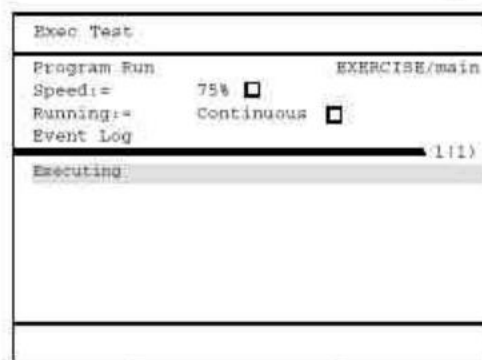 Exec Test
Program Run EXERCISE/main
Speed:= 75%
Running:= Continuous
Event Log
1(1)
Executing